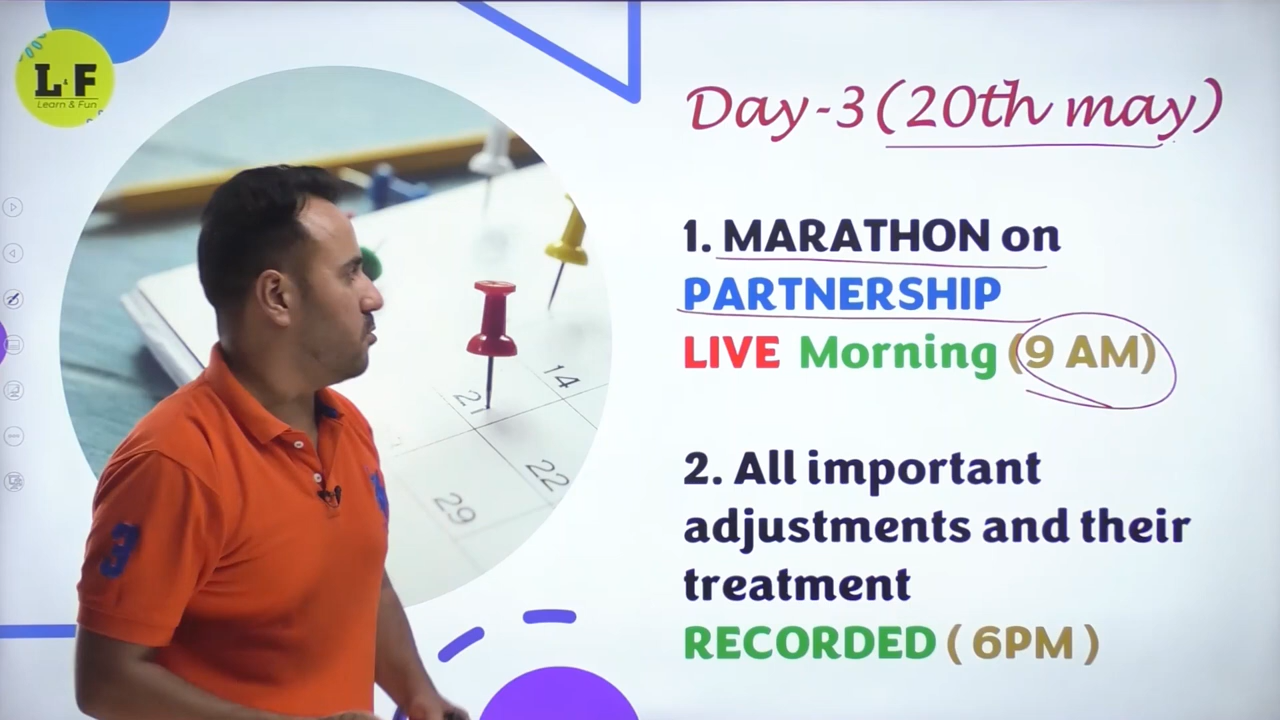 L&F
Learn & Fun
Day-3 (20th may)
1. MARATHON on
PARTNERSHIP
LIVE Morning (9 AM)
2. All important
adjustments and their
treatment
RECORDED ( 6PM )
14
21
22
29
3